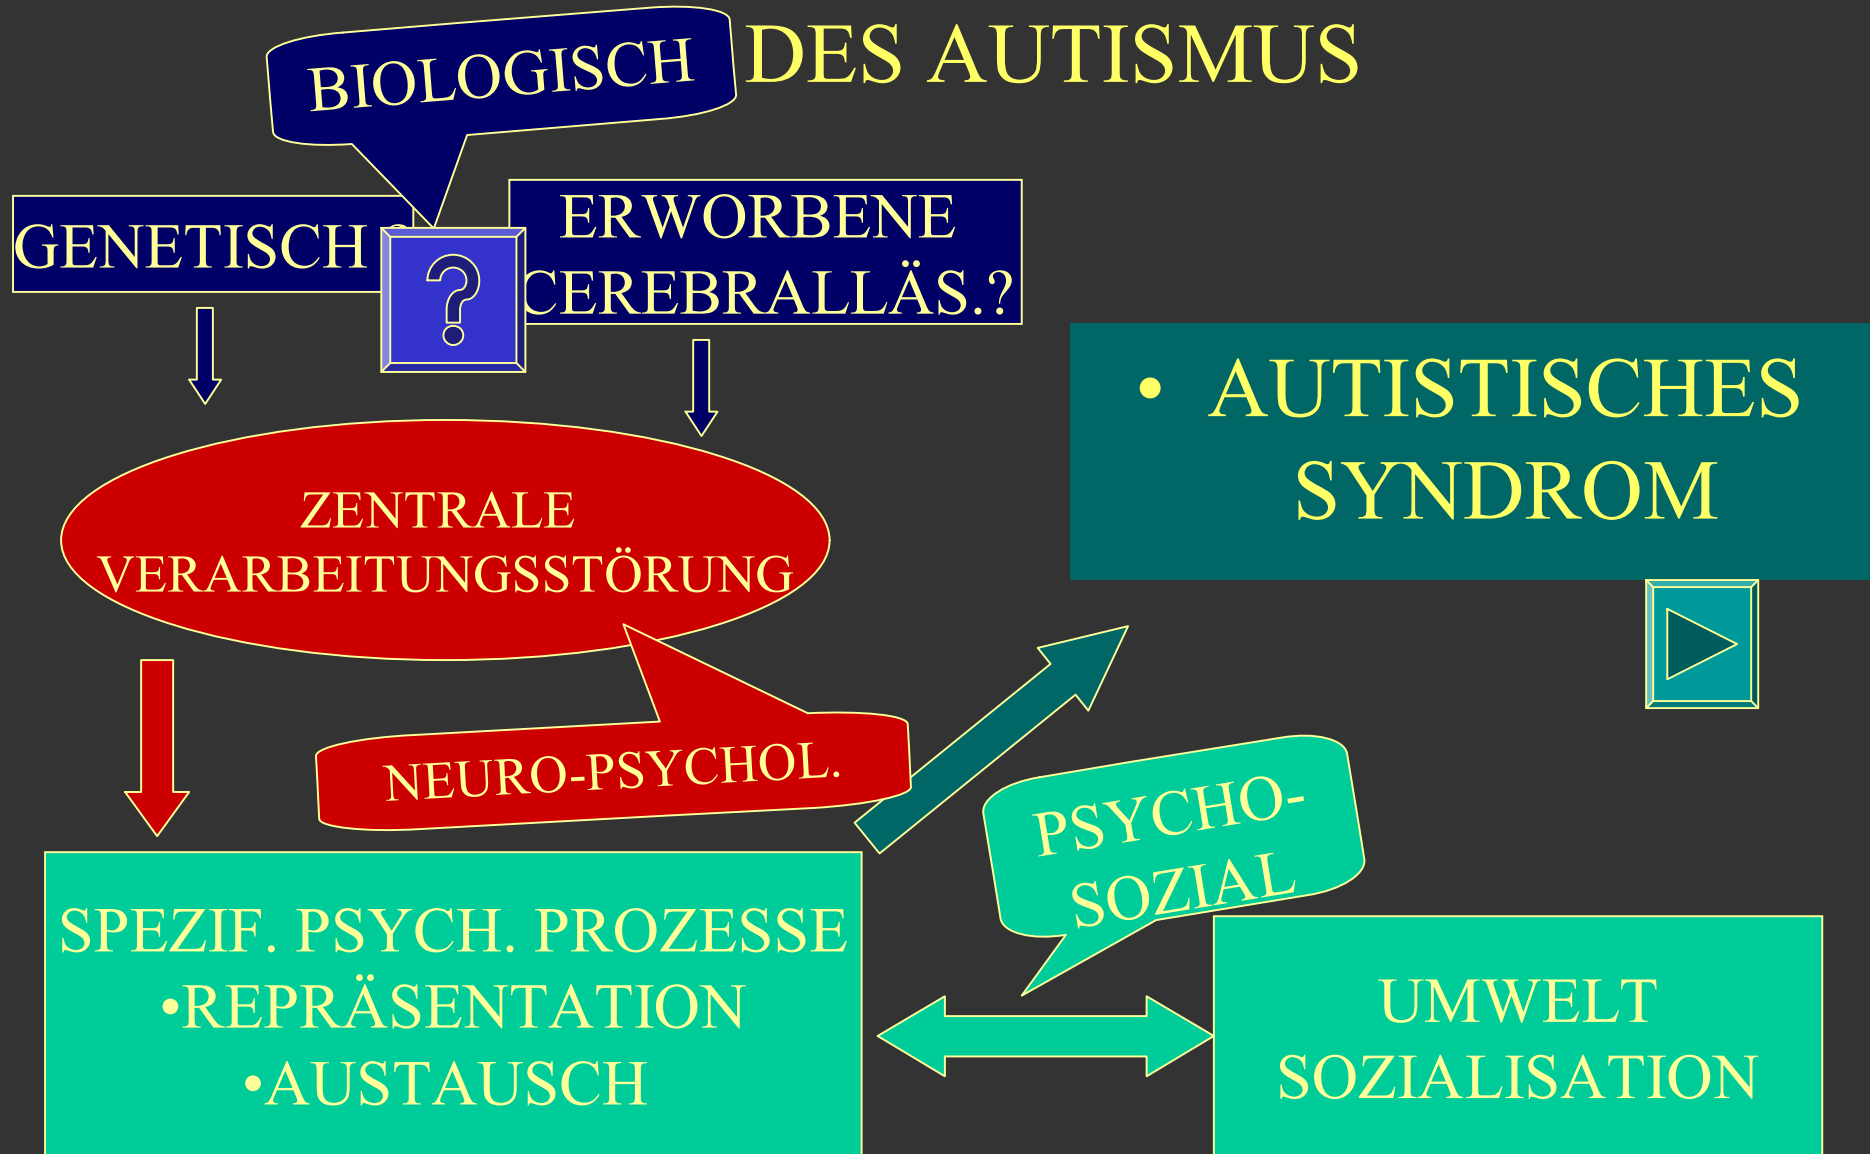 BIOLOGISCH
DES AUTISMUS
GENETISCH
ERWORBENE
CEREBRALLÄS.?
?
• AUTISTISCHES
SYNDROM
ZENTRALE
VERARBEITUNGSSTÖRUNG
NEURO-PSYCHOL.
PSYCHO-
SOZIAL
SPEZIF. PSYCH. PROZESSE
•REPRÄSENTATION
•AUSTAUSCH
UMWELT
SOZIALISATION